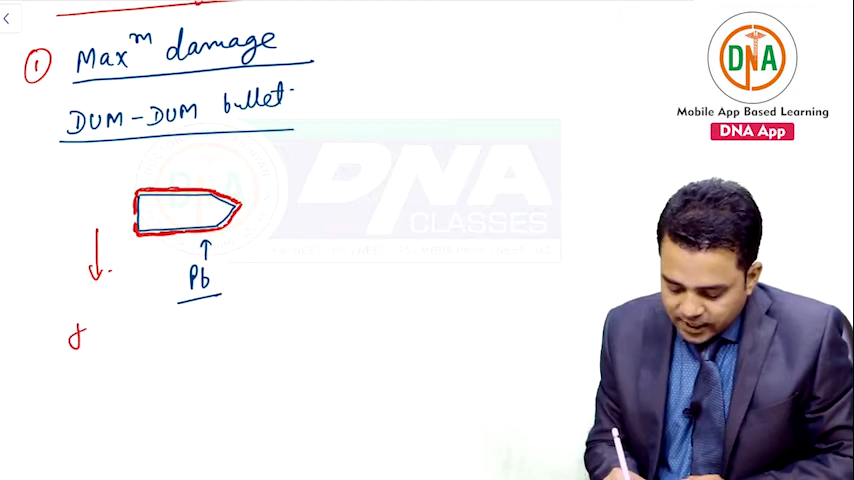 ① Maxᵐ damage
DUM-DUM bullet
Pb
DNA
Mobile App Based Learning
DNA App
DNA
CLASSES